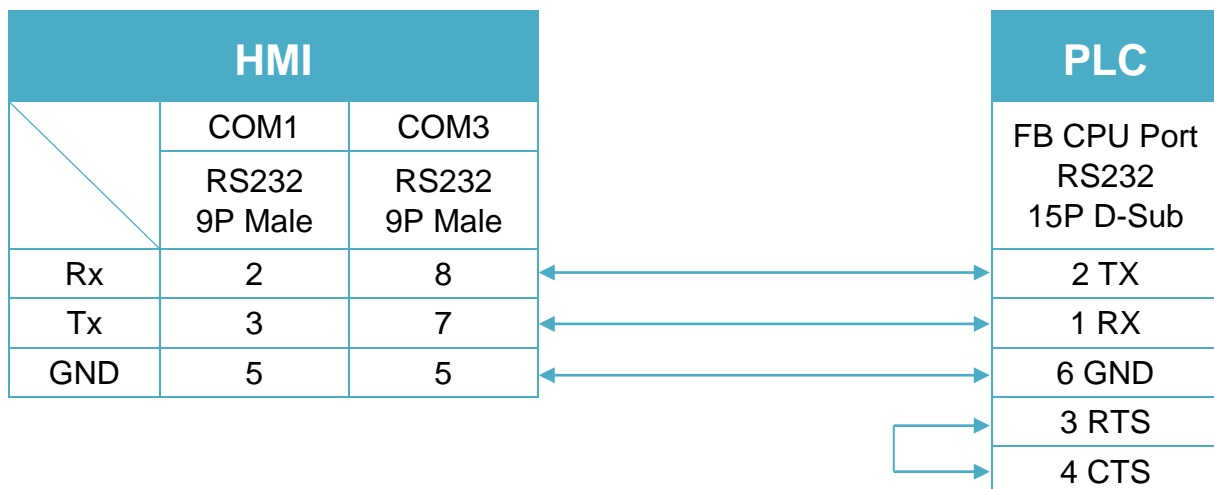 HMI
PLC
COM1
COM3
RS232
9P Male
RS232
9P Male
FB CPU Port
RS232
15P D-Sub
Rx 2 8 2 TX
Tx 3 7 1 RX
GND 5 5 6 GND
3 RTS
4 CTS